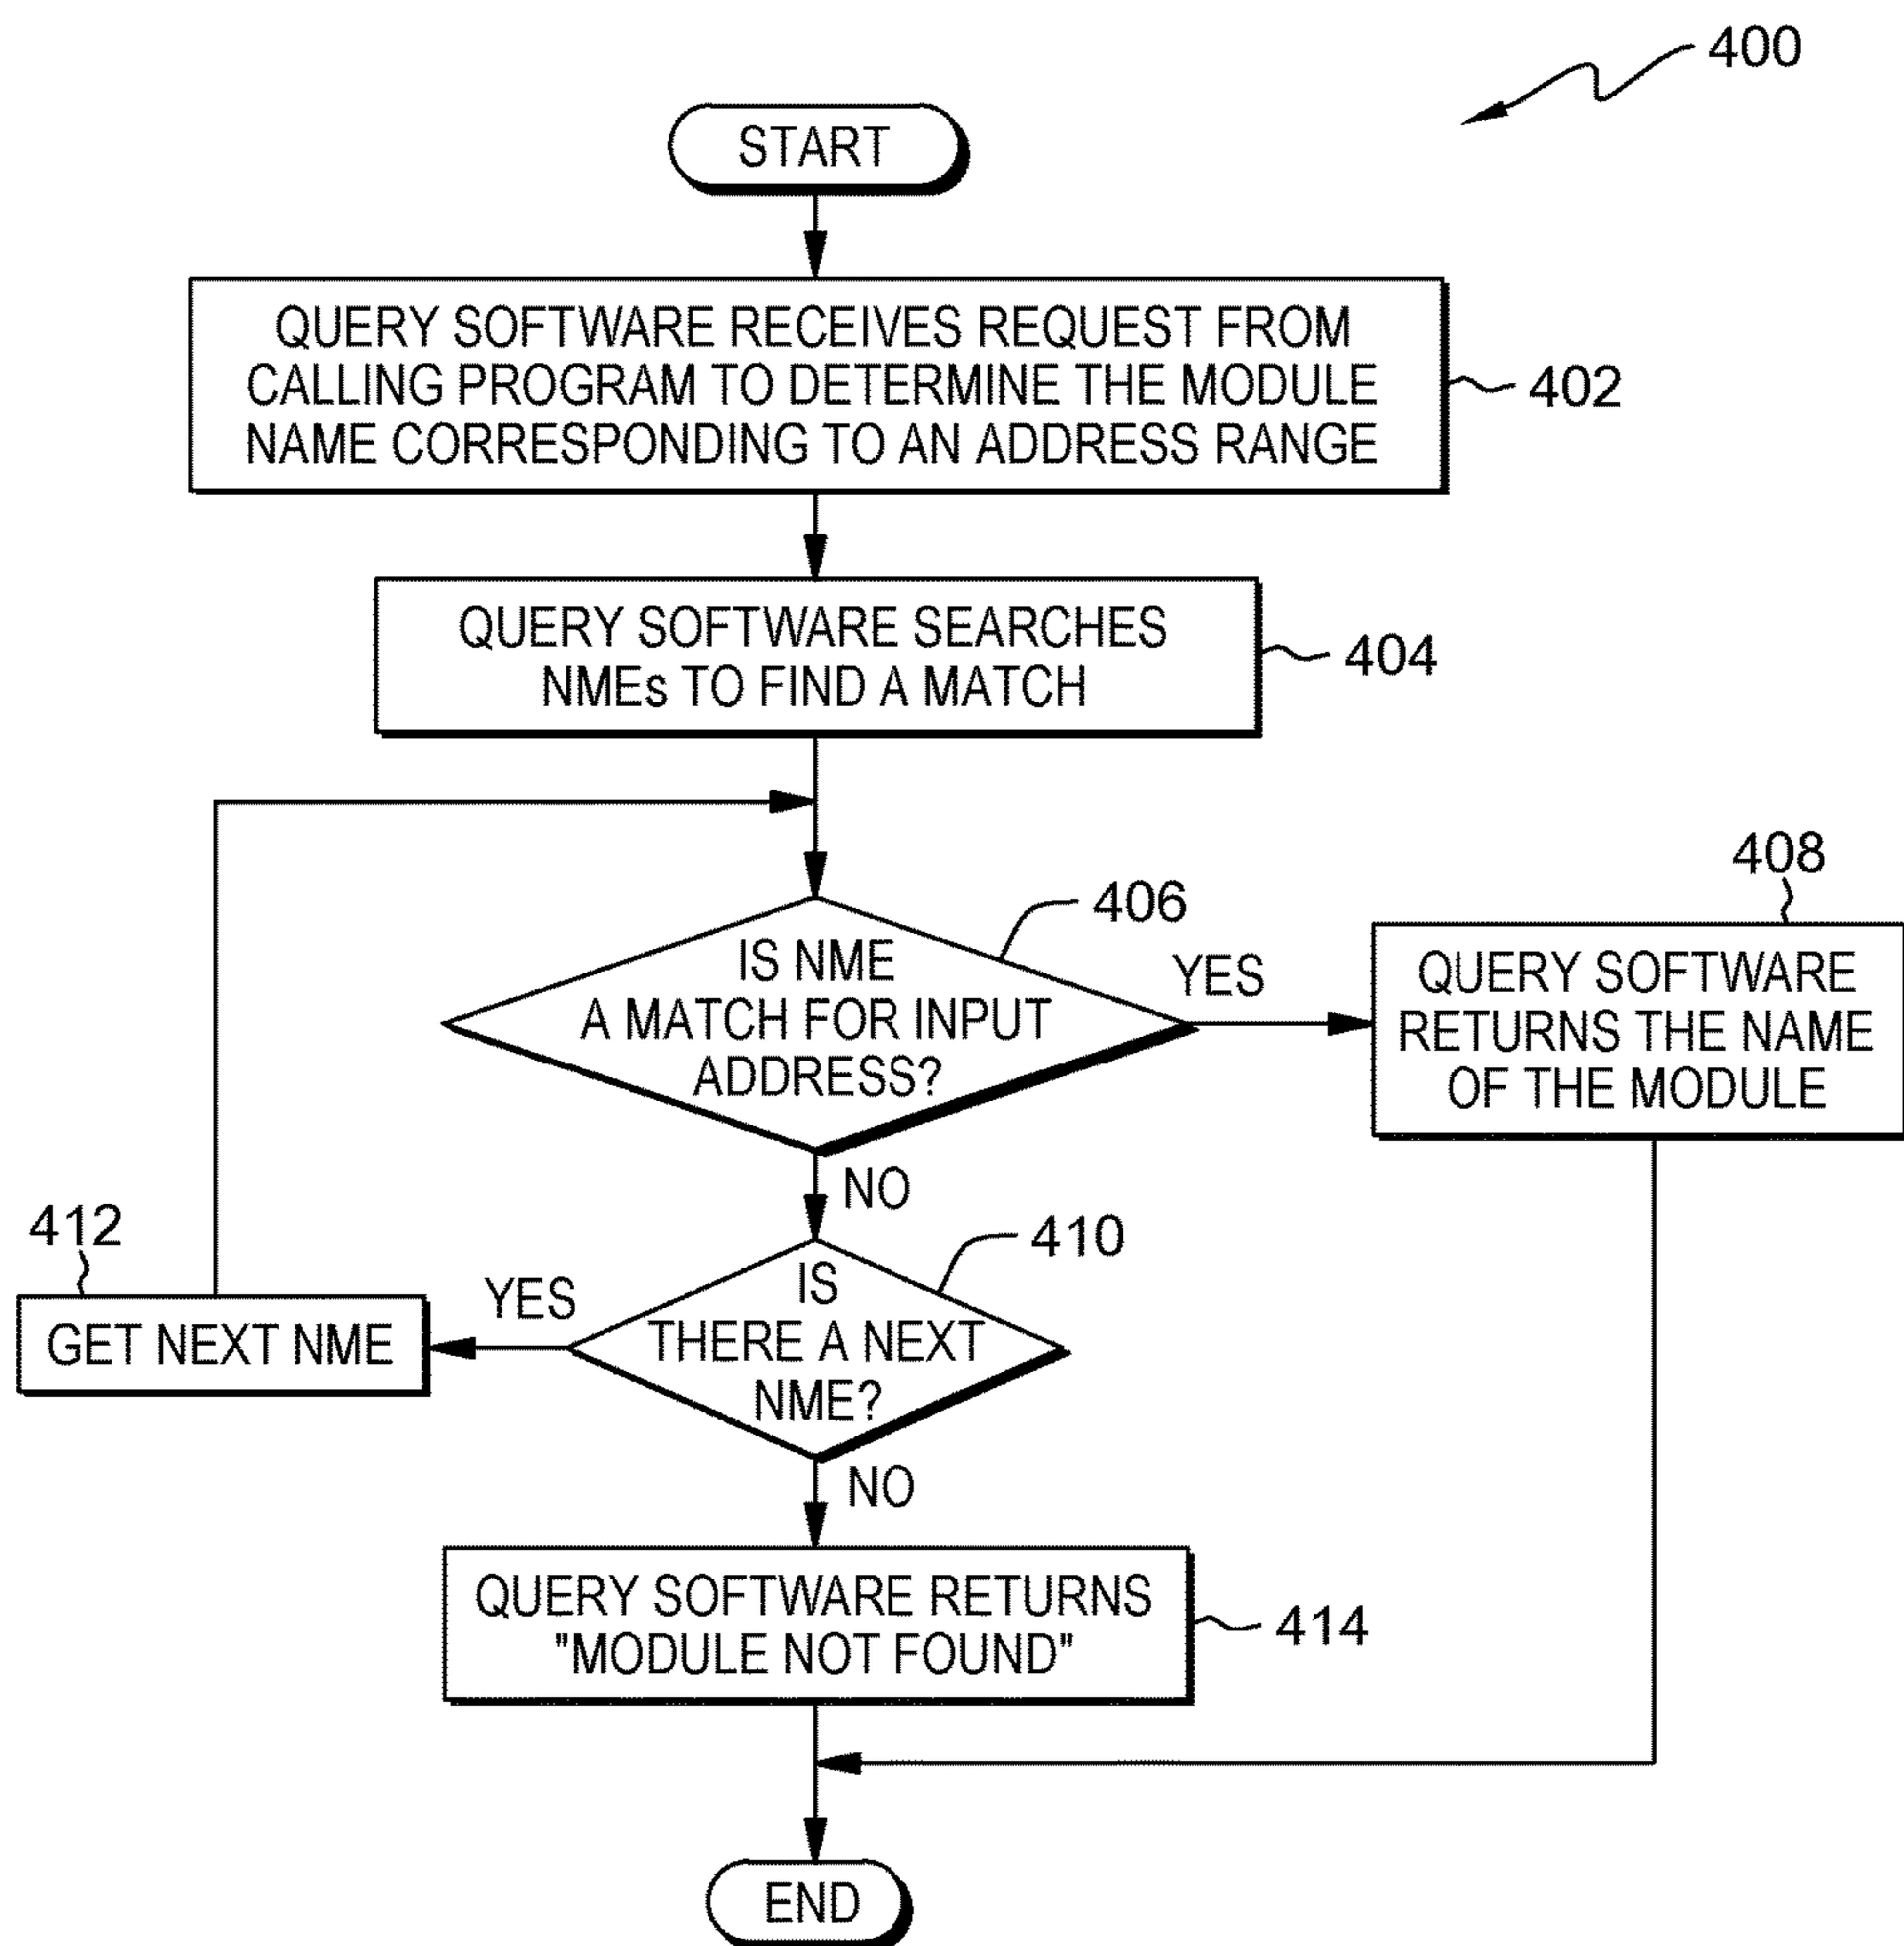 400
START
QUERY SOFTWARE RECEIVES REQUEST FROM
CALLING PROGRAM TO DETERMINE THE MODULE
NAME CORRESPONDING TO AN ADDRESS RANGE
402
QUERY SOFTWARE SEARCHES
NMEs TO FIND A MATCH
404
406
IS NME
A MATCH FOR INPUT
ADDRESS?
YES
408
QUERY SOFTWARE
RETURNS THE NAME
OF THE MODULE
NO
410
IS
THERE A NEXT
NME?
YES
412
GET NEXT NME
NO
QUERY SOFTWARE RETURNS
"MODULE NOT FOUND"
414
END